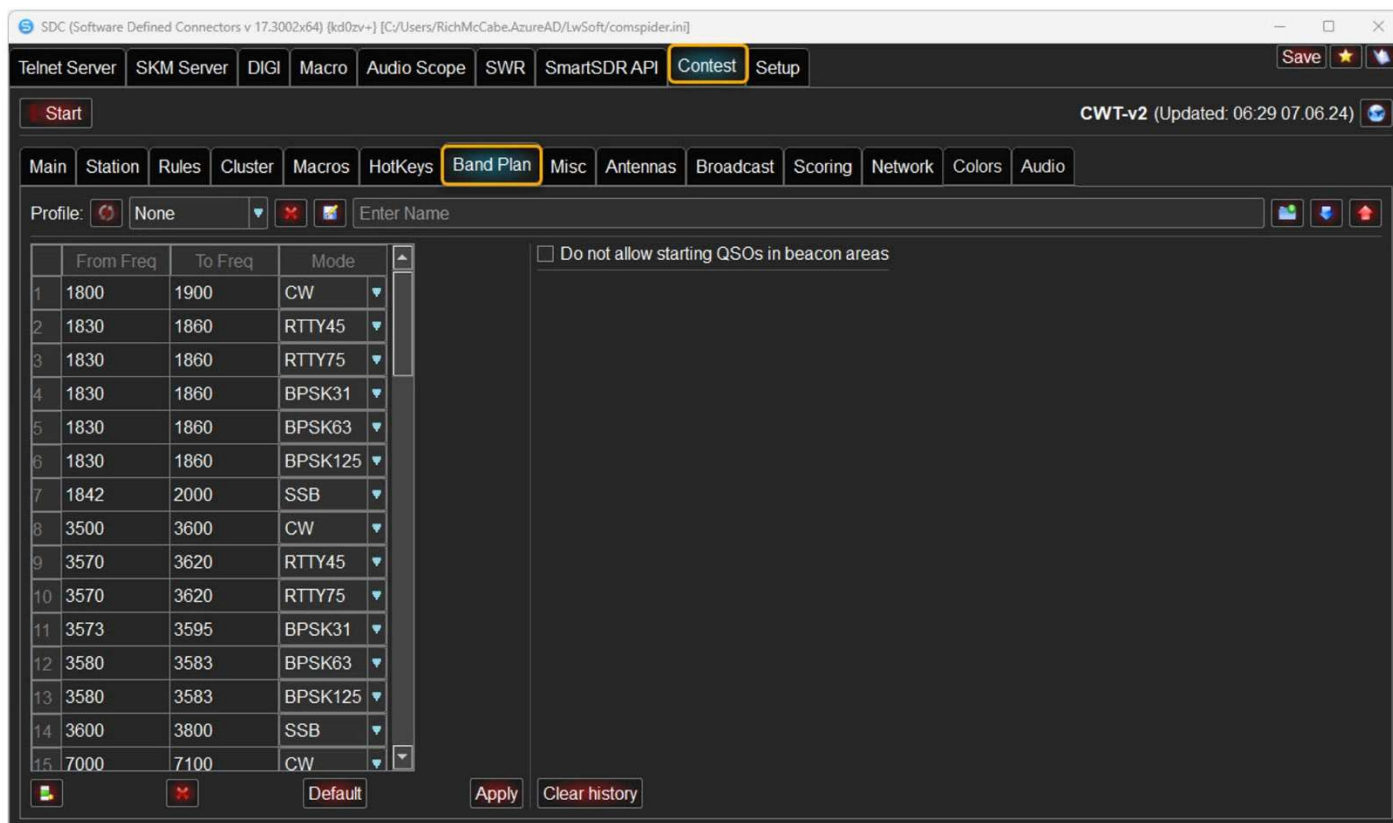 SDC (Software Defined Connectors v 17.3002x64) {kd0zv+} [C:/Users/RichMcCabe.AzureAD/LwSoft/comspider.ini]
Telnet Server SKM Server DIGI Macro Audio Scope SWR SmartSDR API Contest Setup Save
Start CWT-v2 (Updated: 06:29 07.06.24)
Main Station Rules Cluster Macros HotKeys Band Plan Misc Antennas Broadcast Scoring Network Colors Audio
Profile: None Enter Name
From Freq To Freq Mode Do not allow starting QSOs in beacon areas
1 1800 1900 CW
2 1830 1860 RTTY45
3 1830 1860 RTTY75
4 1830 1860 BPSK31
5 1830 1860 BPSK63
6 1830 1860 BPSK125
7 1842 2000 SSB
8 3500 3600 CW
9 3570 3620 RTTY45
10 3570 3620 RTTY75
11 3573 3595 BPSK31
12 3580 3583 BPSK63
13 3580 3583 BPSK125
14 3600 3800 SSB
15 7000 7100 CW
Default Apply Clear history